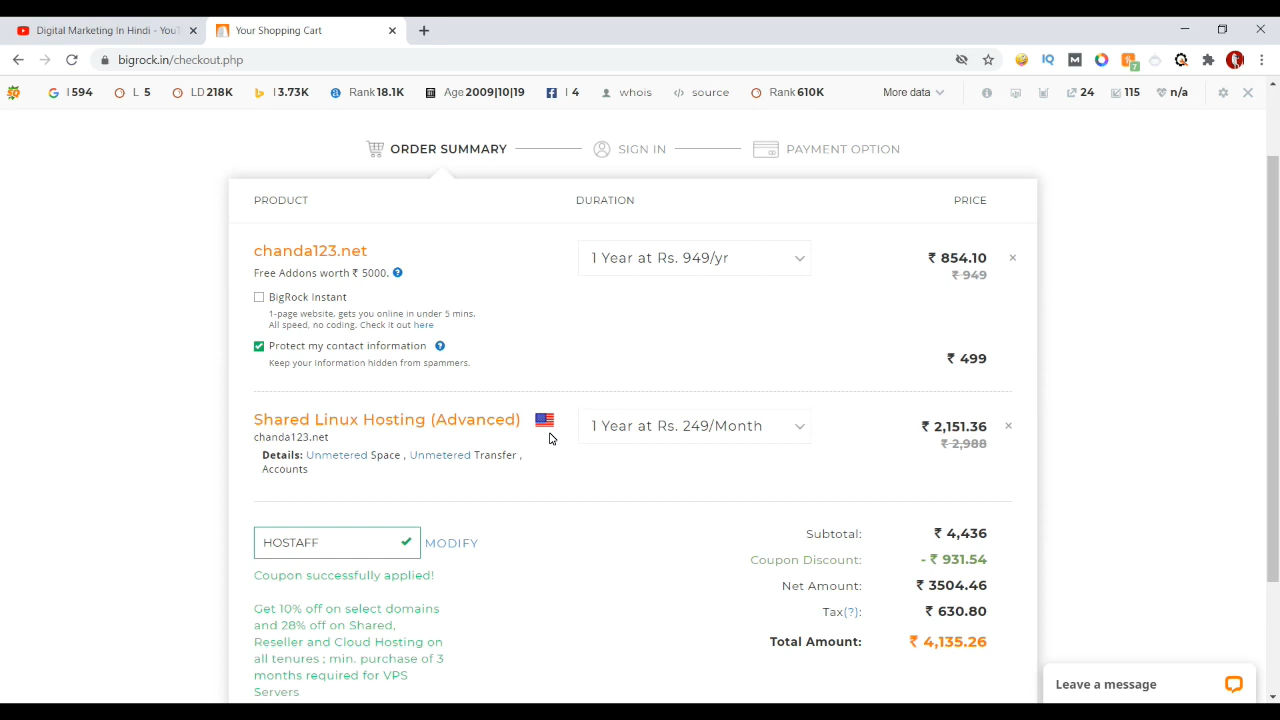 Digital Marketing In Hindi - YouT
Your Shopping Cart
bigrock.in/checkout.php
7
I 594
L 5
LD 218K
I 3.73K
Rank 18.1K
Age 2009|10|19
I 4
whois
source
Rank 610K
More data
24
115
n/a
ORDER SUMMARY
SIGN IN
PAYMENT OPTION
PRODUCT
DURATION
PRICE
chanda123.net
1 Year at Rs. 949/yr
₹ 854.10
₹ 949
Free Addons worth ₹ 5000.
BigRock Instant
1-page website, gets you online in under 5 mins.
All speed, no coding. Check it out here
Protect my contact information
Keep your information hidden from spammers.
₹ 499
Shared Linux Hosting (Advanced)
1 Year at Rs. 249/Month
₹ 2,151.36
₹ 2,988
chanda123.net
Details: Unmetered Space , Unmetered Transfer ,
Accounts
HOSTAFF
MODIFY
Coupon successfully applied!
Get 10% off on select domains
and 28% off on Shared,
Reseller and Cloud Hosting on
all tenures ; min. purchase of 3
months required for VPS
Servers
Subtotal: ₹ 4,436
Coupon Discount: - ₹ 931.54
Net Amount: ₹ 3504.46
Tax(?): ₹ 630.80
Total Amount: ₹ 4,135.26
Leave a message